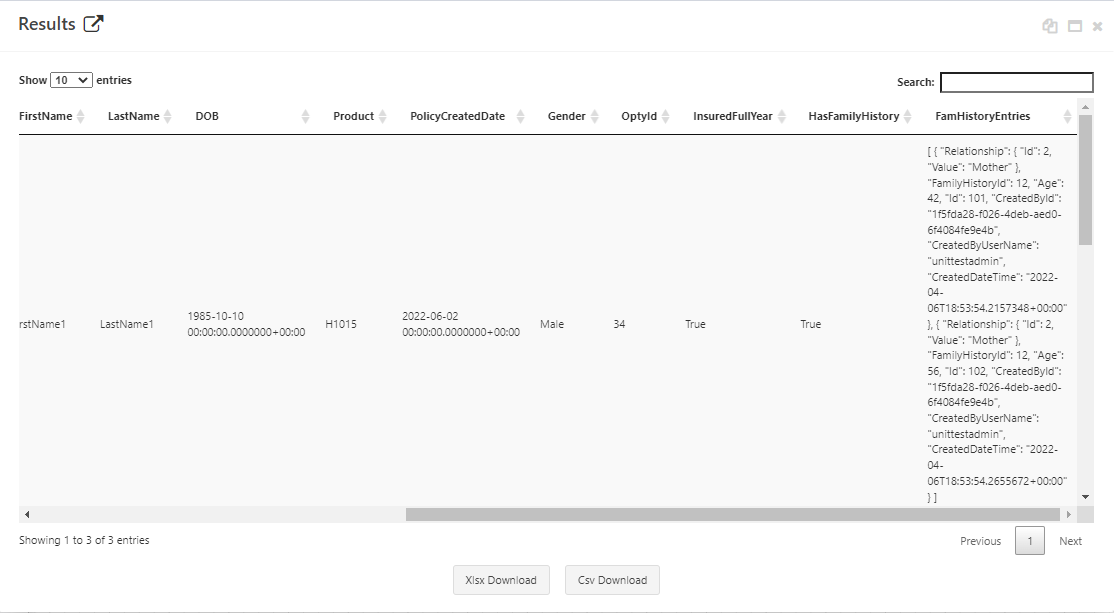 Results
Show 10 entries
Search:
FirstName LastName DOB Product PolicyCreatedDate Gender OptyId InsuredFullYear HasFamilyHistory FamHistoryEntries
rstName1 LastName1 1985-10-10 00:00:00.0000000+00:00 H1015 2022-06-02 00:00:00.0000000+00:00 Male 34 True True
[ { "Relationship": { "Id": 2,
"Value": "Mother" },
"FamilyHistoryId": 12, "Age":
42, "Id": 101, "CreatedById":
"1f5fda28-f026-4deb-aed0-
6f4084fe9e4b",
"CreatedByUserName":
"unittestadmin",
"CreatedDateTime": "2022-
04-
06T18:53:54.2157348+00:00"
}, { "Relationship": { "Id": 2,
"Value": "Mother" },
"FamilyHistoryId": 12, "Age":
56, "Id": 102, "CreatedById":
"1f5fda28-f026-4deb-aed0-
6f4084fe9e4b",
"CreatedByUserName":
"unittestadmin",
"CreatedDateTime": "2022-
04-
06T18:53:54.2655672+00:00"
} ]
Showing 1 to 3 of 3 entries
Previous 1 Next
Xlsx Download Csv Download